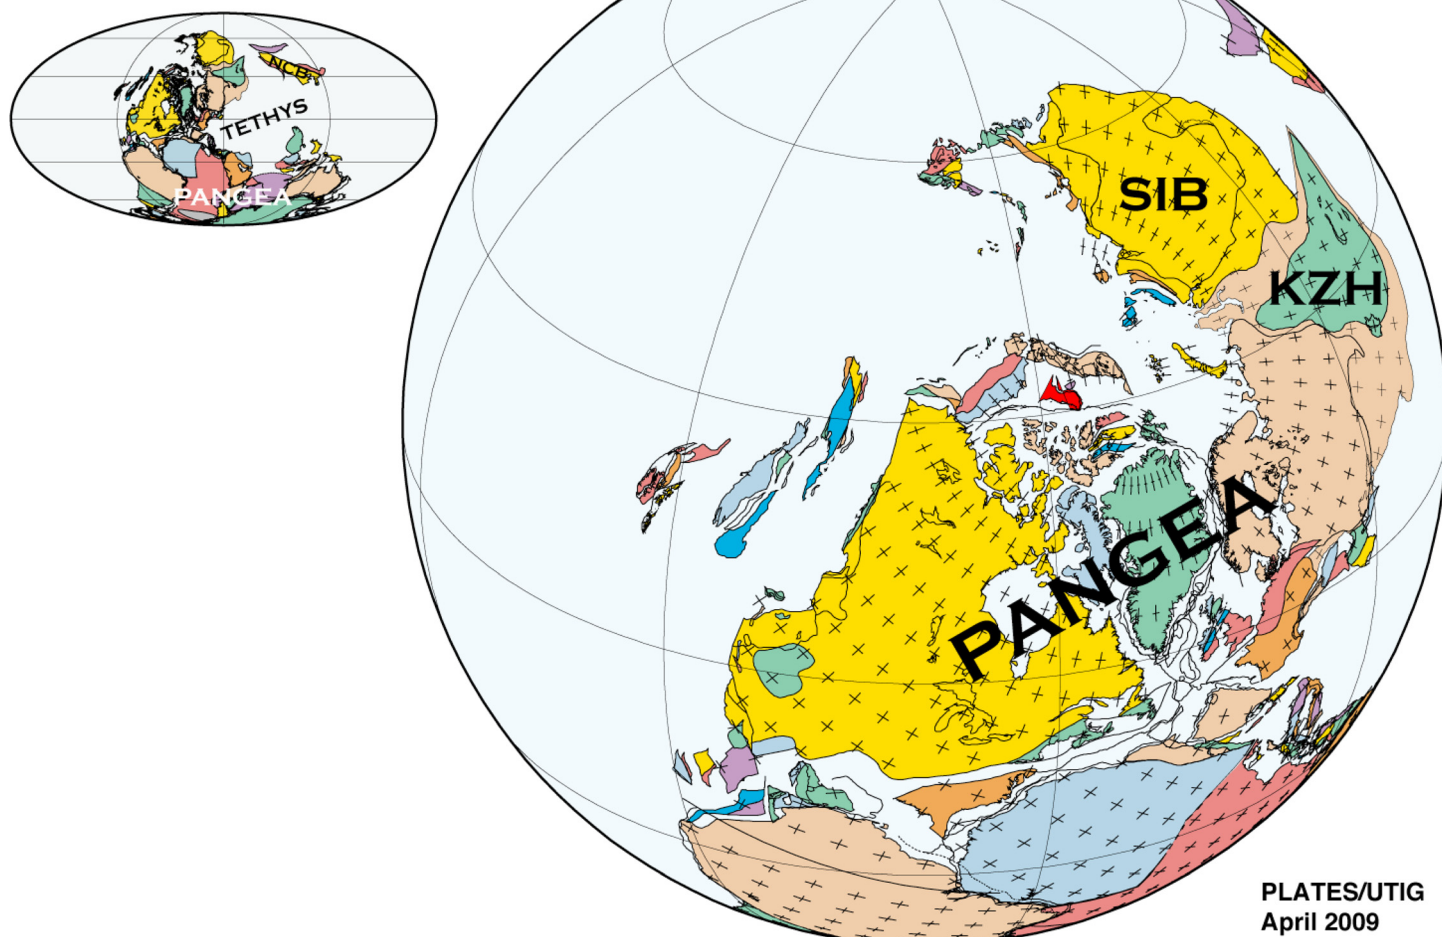 NCB
TETHYS
PANGEA
SIB
KZH
PANGEA
PLATES/UTIG
April 2009